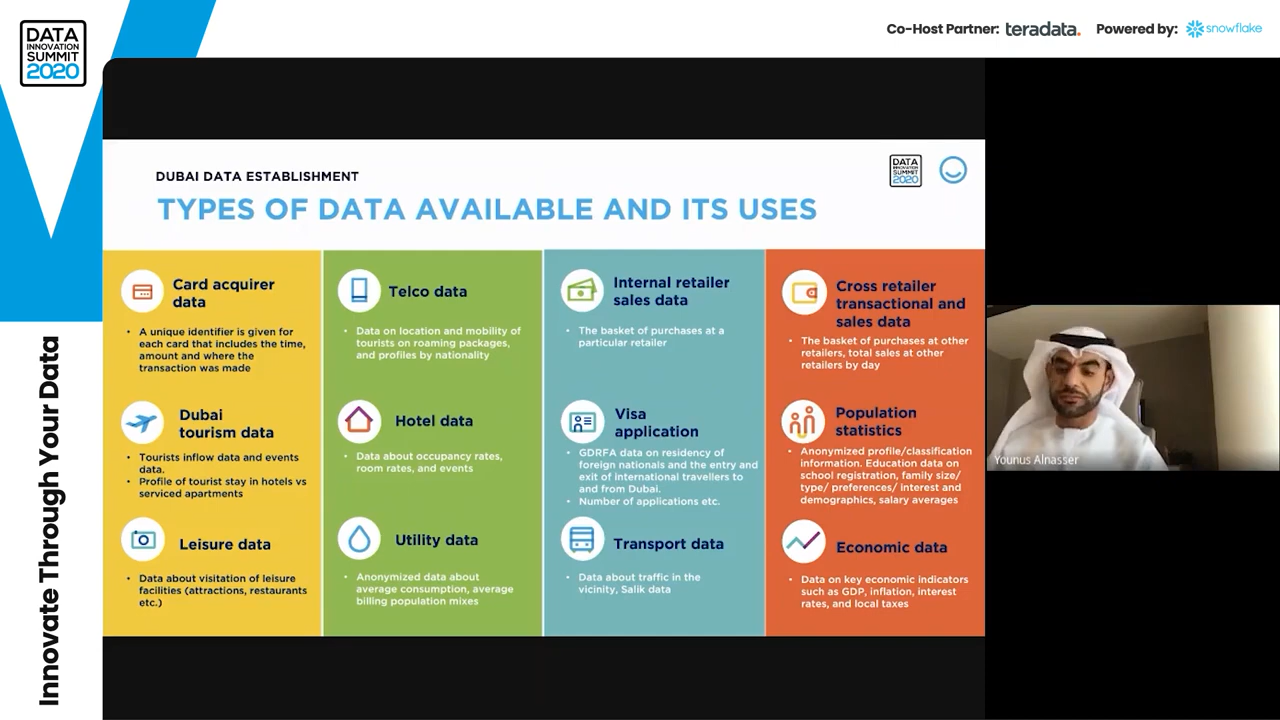 DATA
INNOVATION
SUMMIT
2020
Co-Host Partner: teradata. Powered by: snowflake
Innovate Through Your Data
DUBAI DATA ESTABLISHMENT
TYPES OF DATA AVAILABLE AND ITS USES
DATA
INNOVATION
SUMMIT
2020
Card acquirer
data
• A unique identifier is given for
each card that includes the time,
amount and where the
transaction was made
Telco data
• Data on location and mobility of
tourists on roaming packages,
and profiles by nationality
Internal retailer
sales data
• The basket of purchases at a
particular retailer
Cross retailer
transactional and
sales data
• The basket of purchases at other
retailers, total sales at other
retailers by day
Dubai
tourism data
• Tourists inflow data and events
data.
• Profile of tourist stay in hotels vs
serviced apartments
Hotel data
• Data about occupancy rates,
room rates, and events
Visa
application
• GDRFA data on residency of
foreign nationals and the entry and
exit of International travellers to
and from Dubai.
• Number of applications etc.
Population
statistics
• Anonymized profile/classification
information. Education data on
school registration, family size/
type/ preferences/ interest and
demographics, salary averages
Leisure data
• Data about visitation of leisure
facilities (attractions, restaurants
etc.)
Utility data
• Anonymized data about
average consumption, average
billing population mixes
Transport data
• Data about traffic in the
vicinity, Salik data
Economic data
• Data on key economic indicators
such as GDP, inflation, interest
rates, and local taxes
Younus Alnasser